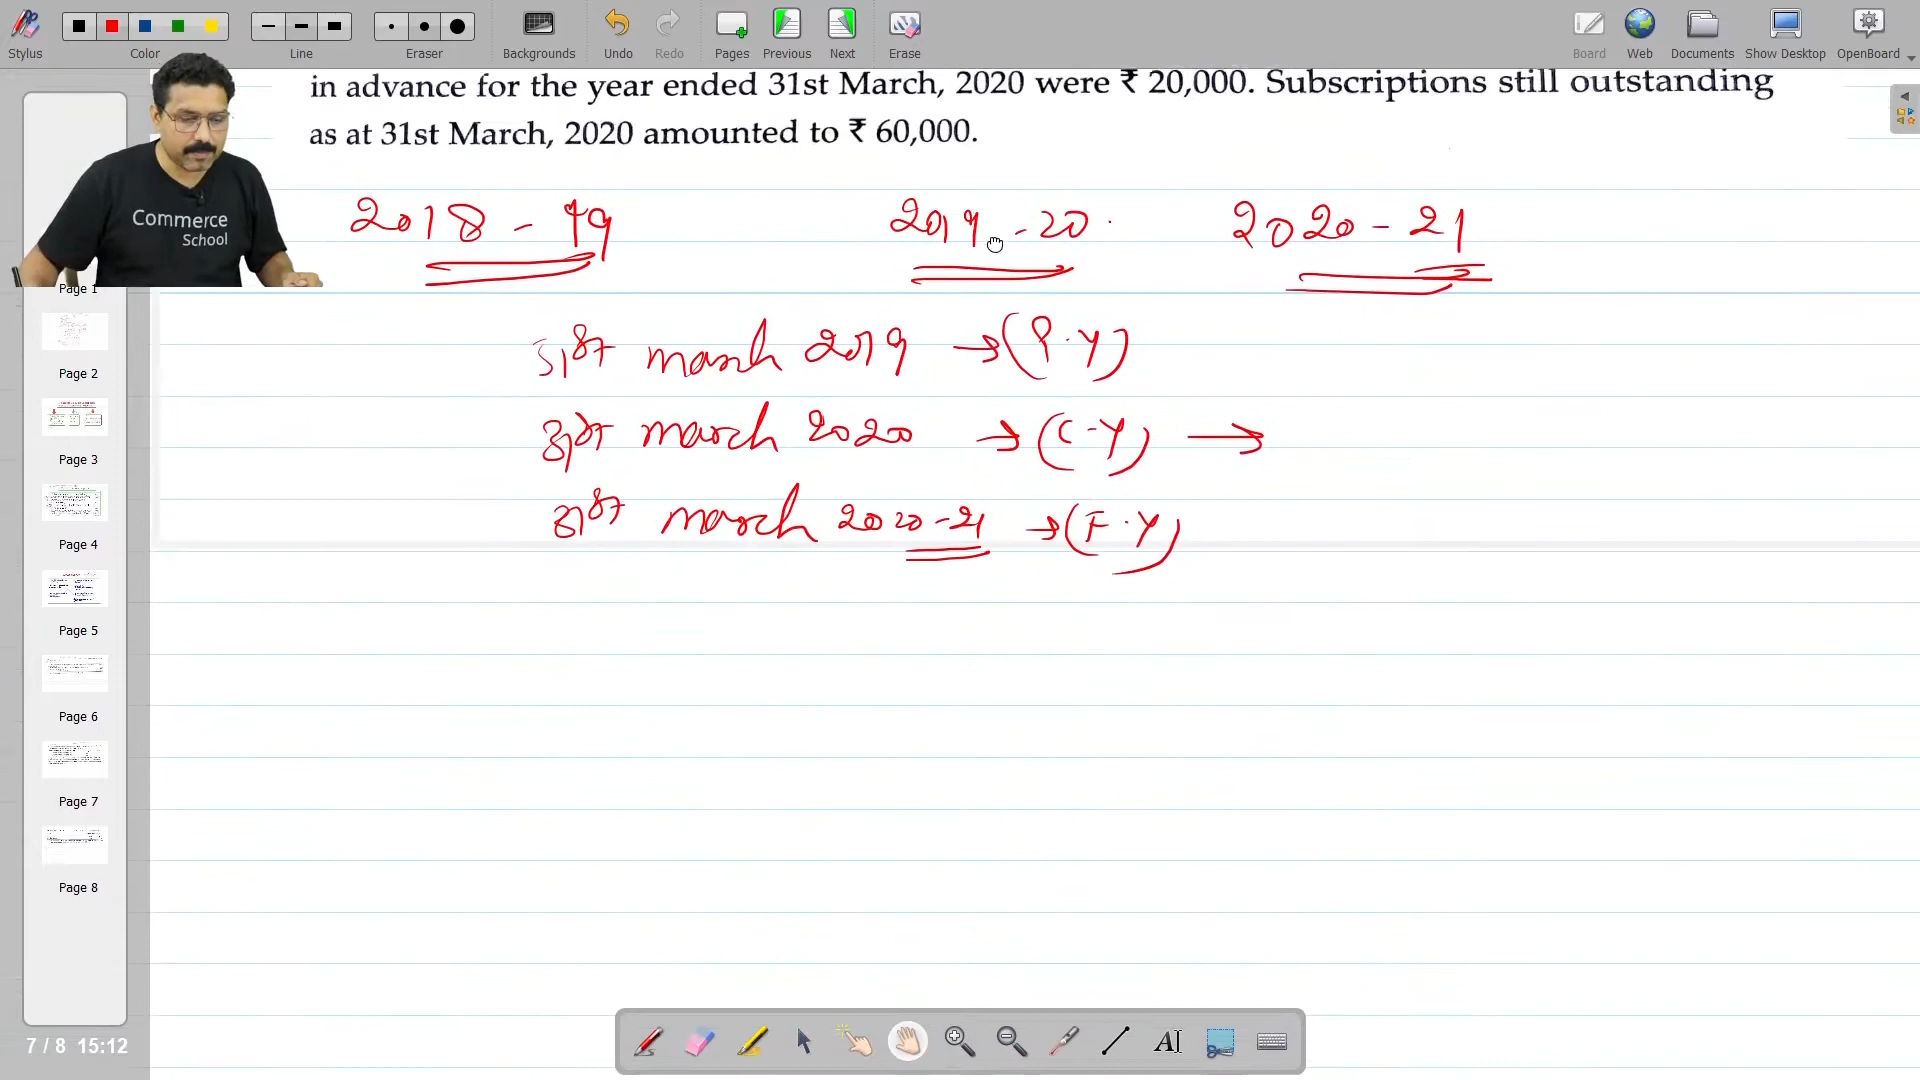 Stylus
Color
Line
Eraser
Backgrounds
Undo
Redo
Pages
Previous
Next
Erase
Board
Web
Documents
Show Desktop
OpenBoard
in advance for the year ended 31st March, 2020 were ₹ 20,000. Subscriptions still outstanding
as at 31st March, 2020 amounted to ₹ 60,000.
Commerce
School
2018 - 19
2019 - 20
2020 - 21
31st march 2019 → (P.Y)
31st march 2020 → (C-Y) →
31st march 2020-21 → (F.Y)
Page 1
Page 2
Page 3
Page 4
Page 5
Page 6
Page 7
Page 8
7 / 8 15:12